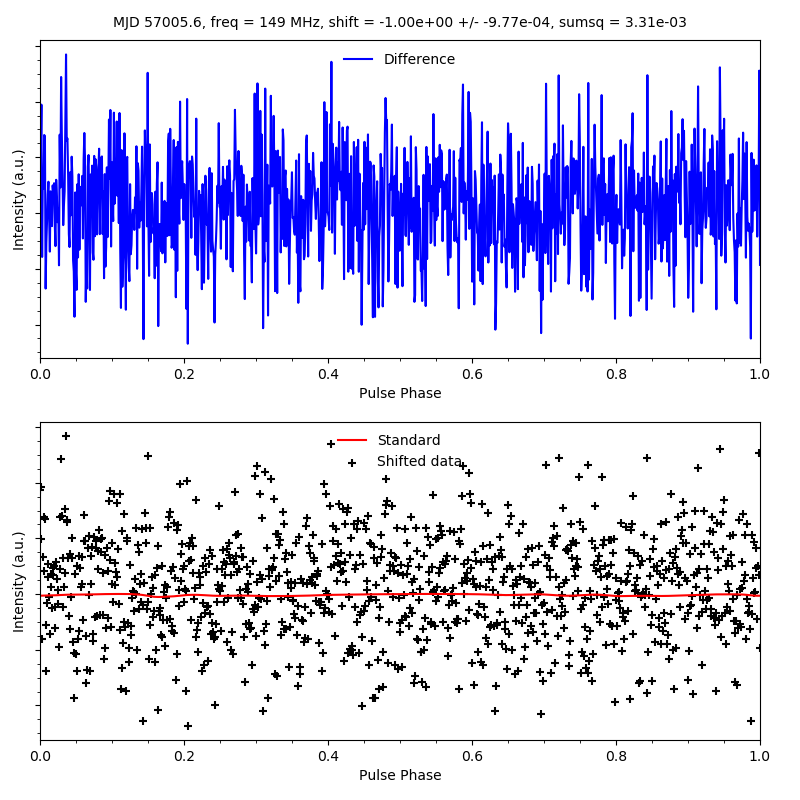 MJD 57005.6, freq = 149 MHz, shift = -1.00e+00 +/- -9.77e-04, sumsq = 3.31e-03
Difference
Intensity (a.u.)
0.0 0.2 0.4 0.6 0.8 1.0
Pulse Phase
Standard
Shifted data
Intensity (a.u.)
0.0 0.2 0.4 0.6 0.8 1.0
Pulse Phase